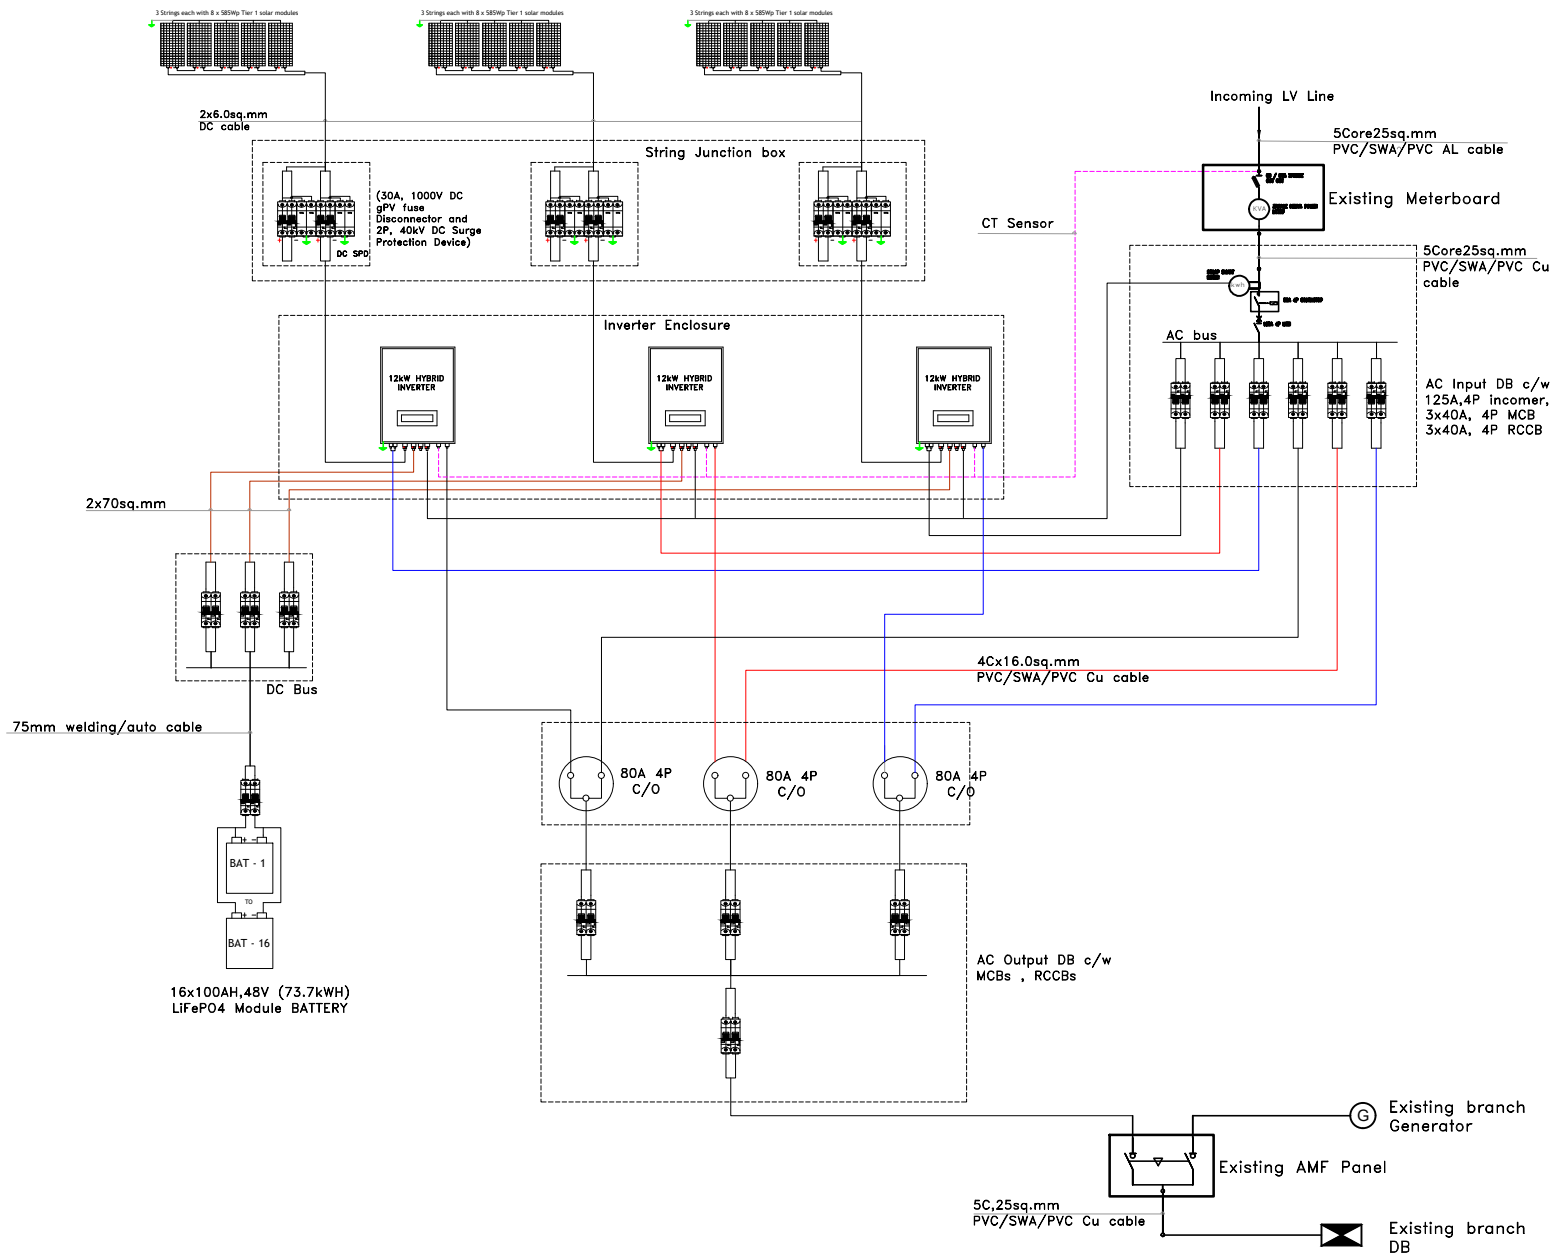 3 Strings each with 8 x 585Wp Tier 1 solar modules
3 Strings each with 8 x 585Wp Tier 1 solar modules
3 Strings each with 8 x 585Wp Tier 1 solar modules
Incoming LV Line
2x6.0sq.mm
DC cable
5Core25sq.mm
PVC/SWA/PVC AL cable
String Junction box
(30A, 1000V DC
gPV fuse
Disconnector and
2P, 40kV DC Surge
Protection Device)
DC SPD
+ - + -
+ - + -
+ - + -
CT Sensor
KVA
Existing Meterboard
5Core25sq.mm
PVC/SWA/PVC Cu
cable
kwh
Inverter Enclosure
AC bus
12kW HYBRID
INVERTER
12kW HYBRID
INVERTER
12kW HYBRID
INVERTER
AC Input DB c/w
125A,4P incomer,
3x40A, 4P MCB
3x40A, 4P RCCB
2x70sq.mm
DC Bus
4Cx16.0sq.mm
PVC/SWA/PVC Cu cable
75mm welding/auto cable
80A 4P
C/O
80A 4P
C/O
80A 4P
C/O
+ -
BAT - 1
TO
+ -
BAT - 16
16x100AH,48V (73.7kWH)
LiFePO4 Module BATTERY
AC Output DB c/w
MCBs , RCCBs
G
Existing branch
Generator
Existing AMF Panel
5C,25sq.mm
PVC/SWA/PVC Cu cable
Existing branch
DB